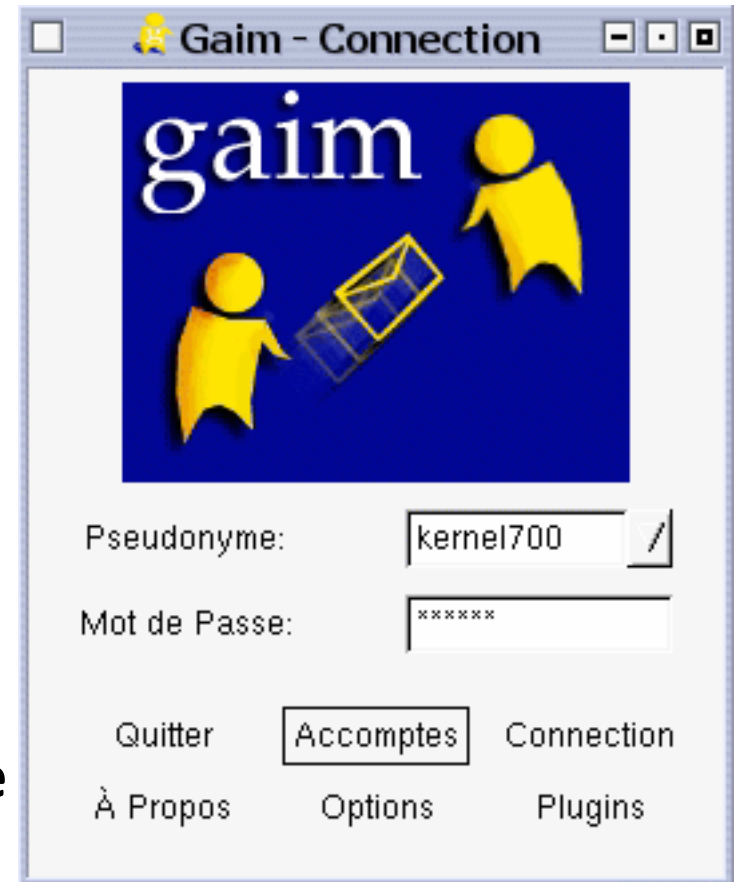 Gaim - Connection
gaim
Pseudonyme:
kernel700
Mot de Passe:
******
Quitter
Accomptes
Connection
e
À Propos
Options
Plugins